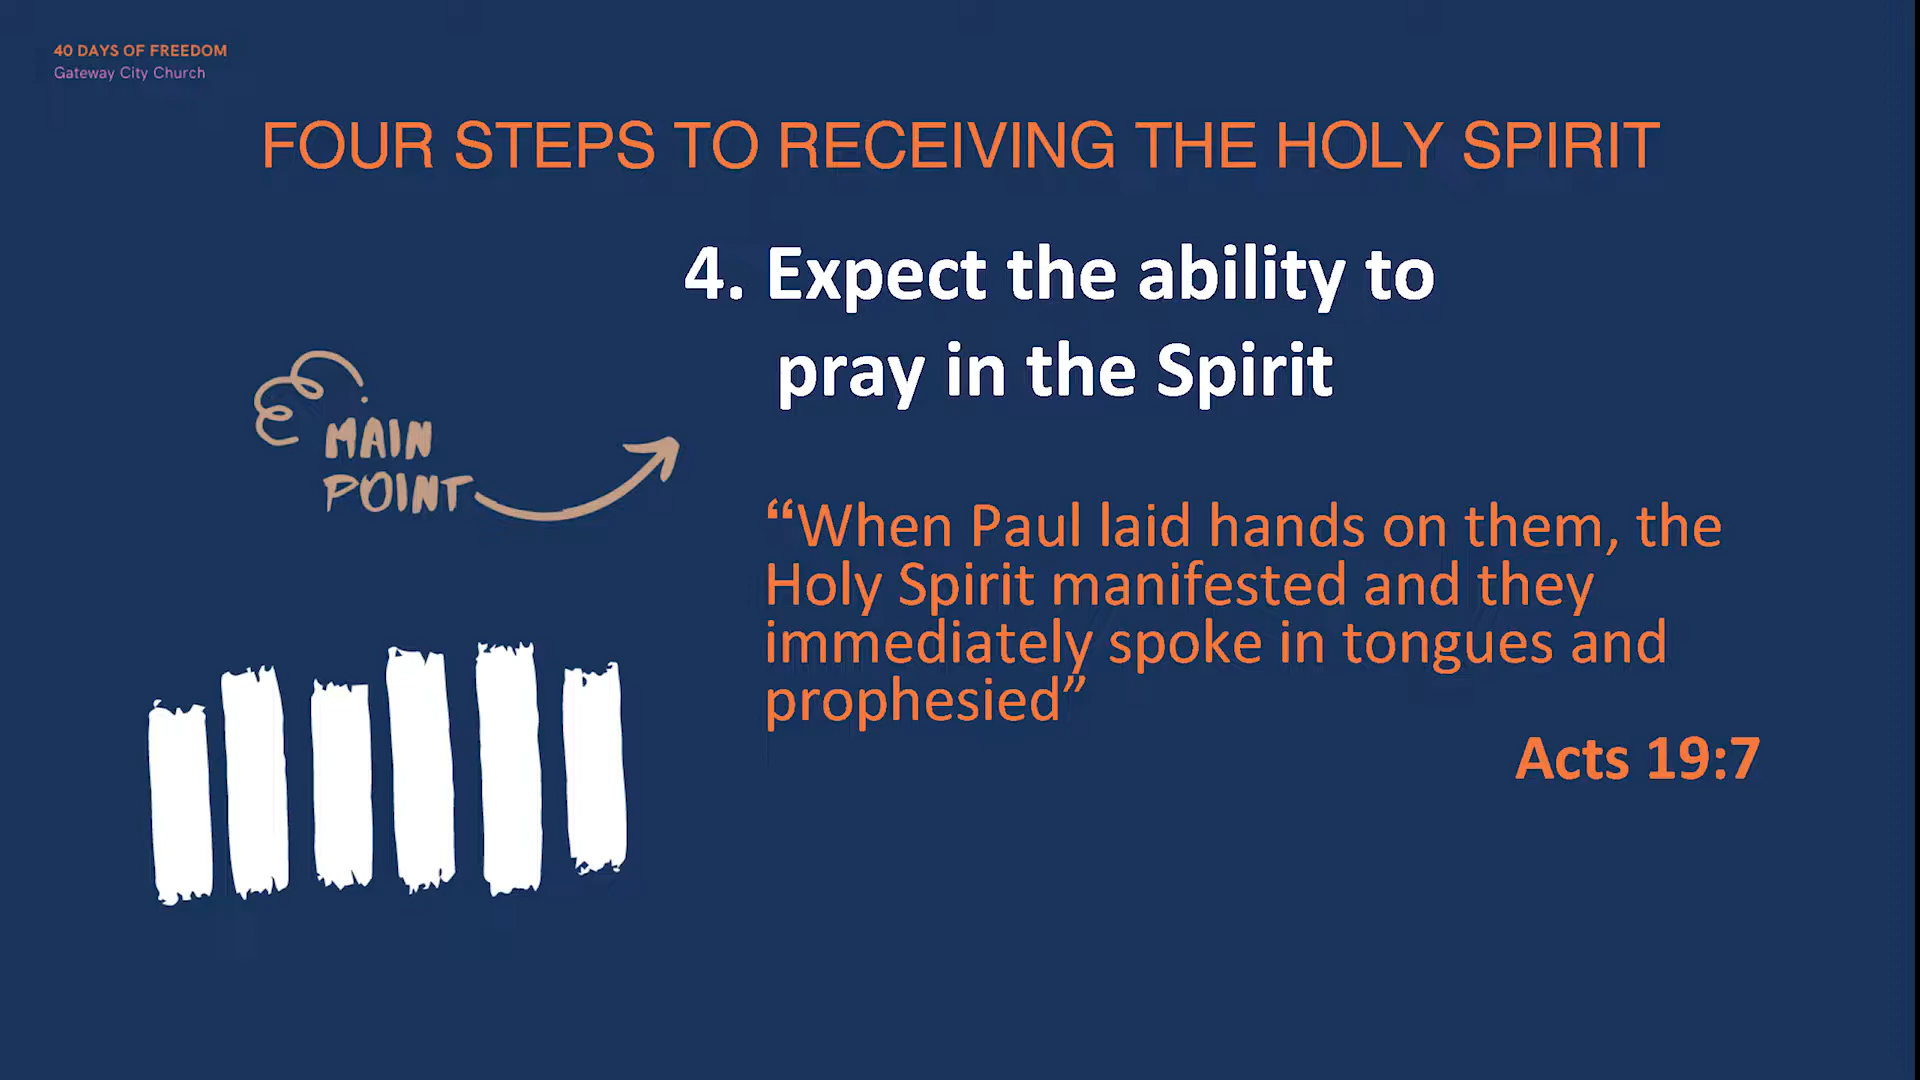 40 DAYS OF FREEDOM
Gateway City Church
FOUR STEPS TO RECEIVING THE HOLY SPIRIT
4. Expect the ability to
pray in the Spirit
MAIN
POINT
“When Paul laid hands on them, the
Holy Spirit manifested and they
immediately spoke in tongues and
prophesied”
Acts 19:7